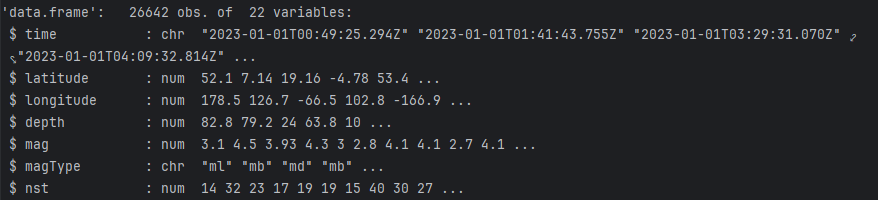 'data.frame':   26642 obs. of  22 variables:
 $ time           : chr  "2023-01-01T00:49:25.294Z" "2023-01-01T01:41:43.755Z" "2023-01-01T03:29:31.070Z"
"2023-01-01T04:09:32.814Z" ...
 $ latitude       : num  52.1 7.14 19.16 -4.78 53.4 ...
 $ longitude      : num  178.5 126.7 -66.5 102.8 -166.9 ...
 $ depth          : num  82.8 79.2 24 63.8 10 ...
 $ mag            : num  3.1 4.5 3.93 4.3 3 2.8 4.1 4.1 2.7 4.1 ...
 $ magType        : chr  "ml" "mb" "md" "mb" ...
 $ nst            : num  14 32 23 17 19 19 15 40 30 27 ...